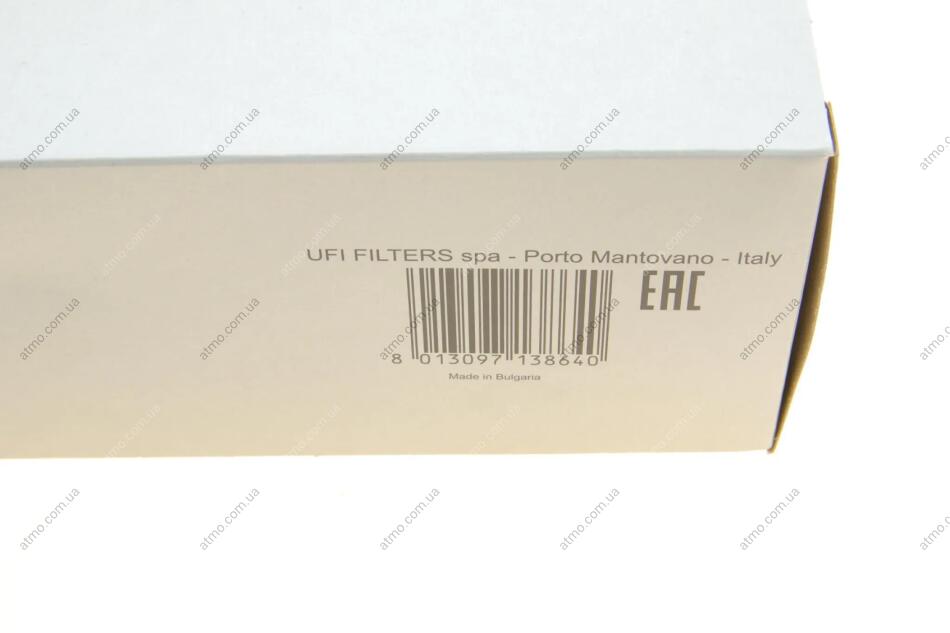 UFI FILTERS spa - Porto Mantovano - Italy
EAC
8 013097 138640
Made in Bulgaria
atmo.com.ua